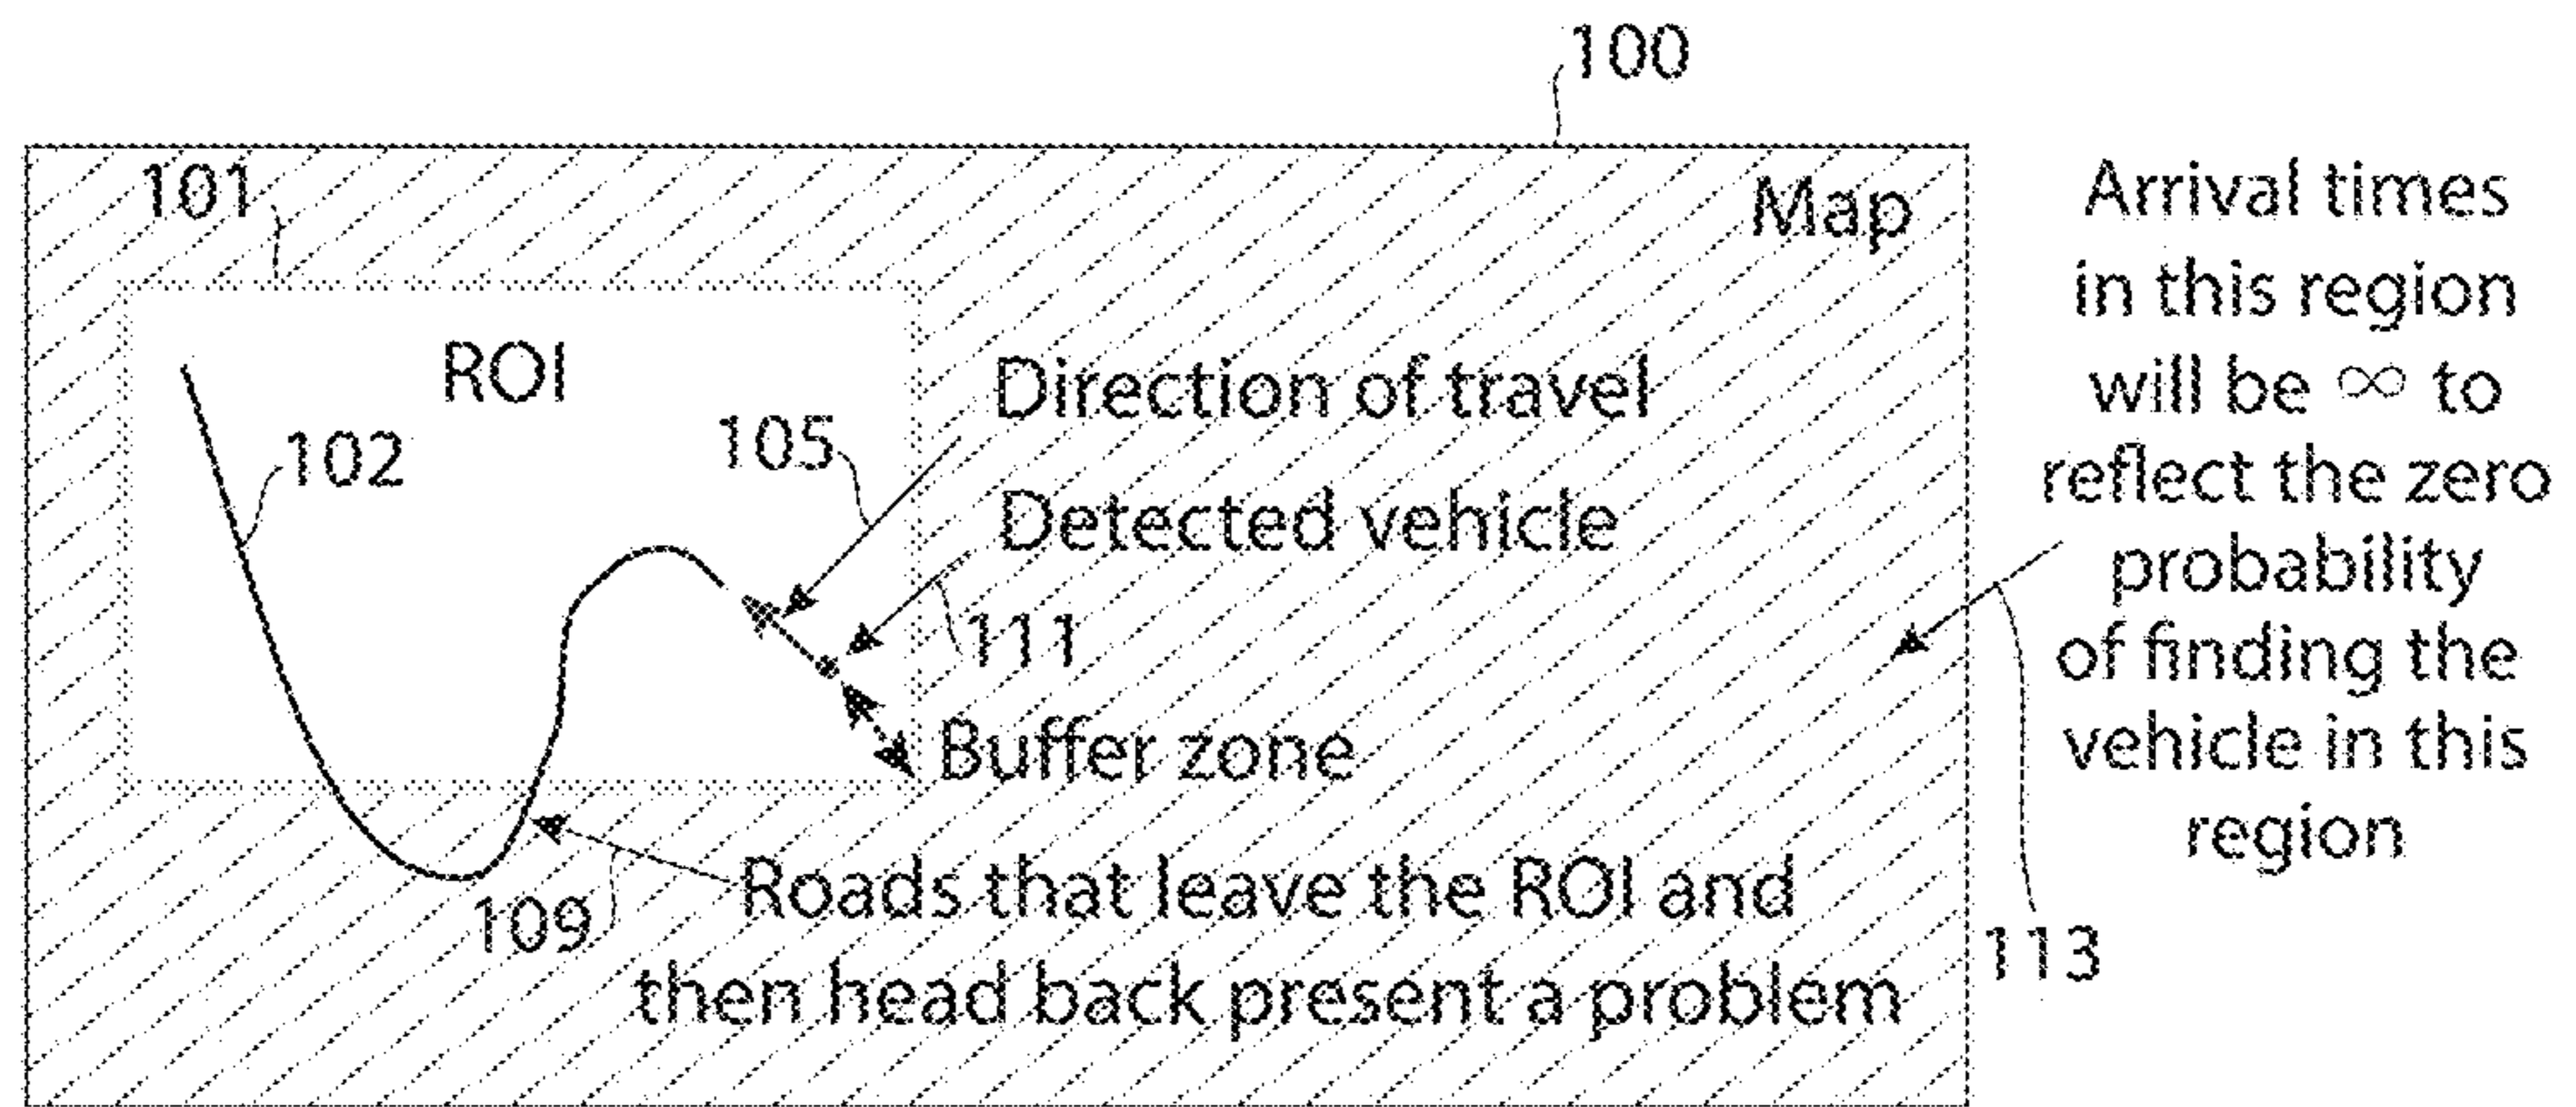 100
101
Map
ROI
102
105
Direction of travel
Detected vehicle
111
Buffer zone
109
Roads that leave the ROI and
then head back present a problem
Arrival times
in this region
will be ∞ to
reflect the zero
probability
of finding the
vehicle in this
region
113